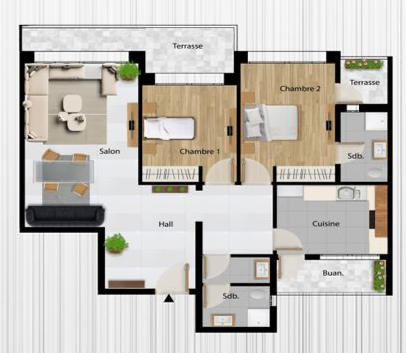 Terrasse
Terrasse
Chambre 2
Chambre 1
Salon
Sdb.
Hall
Cuisine
Buan.
Sdb.